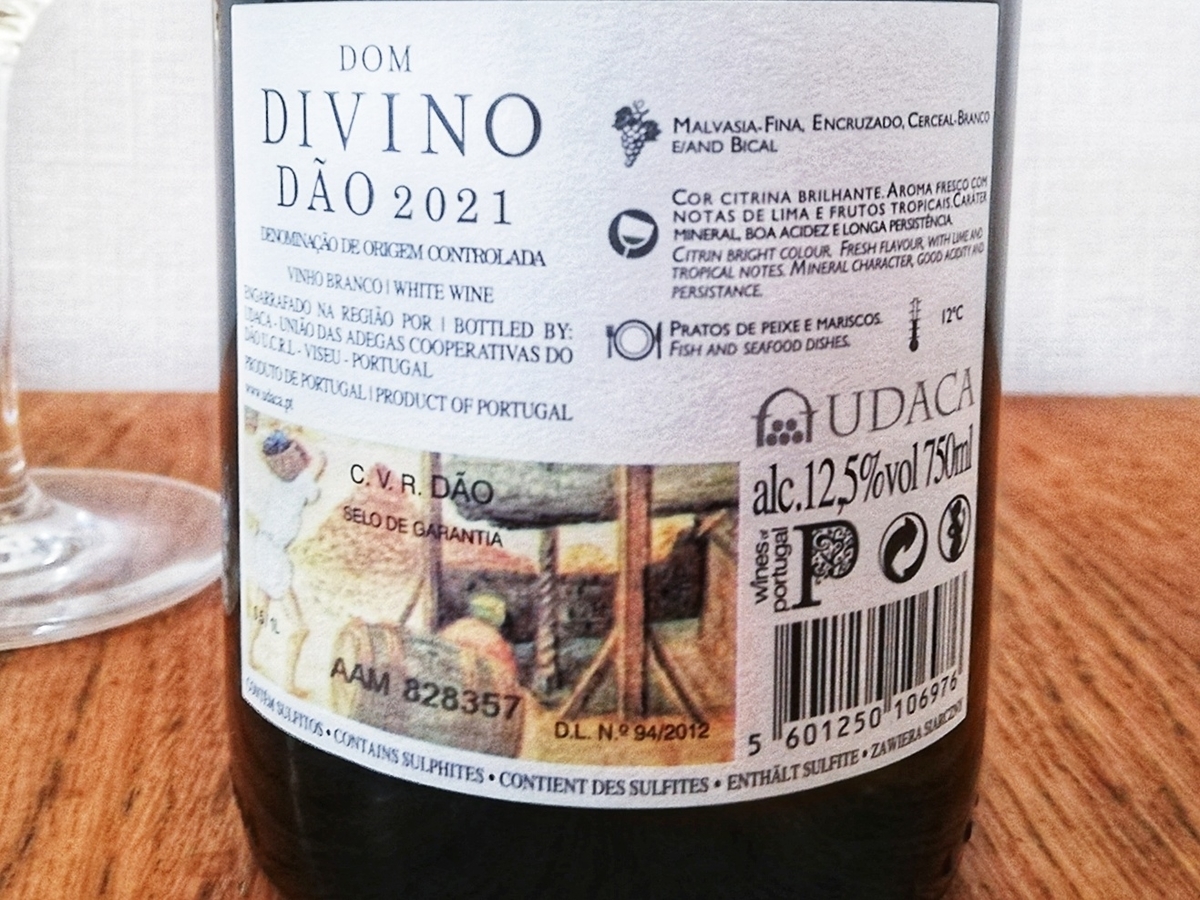 DOM
DIVINO
DÃO 2021
DENOMINAÇÃO DE ORIGEM CONTROLADA
VINHO BRANCO | WHITE WINE
ENGARRAFADO NA REGIÃO POR | BOTTLED BY:
UDACA - UNIÃO DAS ADEGAS COOPERATIVAS DO
DÃO U.C.R.L - VISEU - PORTUGAL
PRODUTO DE PORTUGAL | PRODUCT OF PORTUGAL
www.udaca.pt
MALVASIA-FINA, ENCRUZADO, CERCEAL-BRANCO
E/AND BICAL
COR CITRINA BRILHANTE. AROMA FRESCO COM
NOTAS DE LIMA E FRUTOS TROPICAIS. CARÁTER
MINERAL, BOA ACIDEZ E LONGA PERSISTÊNCIA.
CITRIN BRIGHT COLOUR. FRESH FLAVOUR, WITH LIME AND
TROPICAL NOTES. MINERAL CHARACTER, GOOD ACIDITY AND
PERSISTANCE.
PRATOS DE PEIXE E MARISCOS.
FISH AND SEAFOOD DISHES.
12ºC
UDACA
alc.12,5%vol 750ml
wines of
portugal
P
C. V. R. DÃO
SELO DE GARANTIA
AAM 828357
D.L. N.º 94/2012
5 601250 106976
CONTÉM SULFITOS • CONTAINS SULPHITES • CONTIENT DES SULFITES • ENTHÄLT SULFITE • ZAWIERA SIARCZYNY